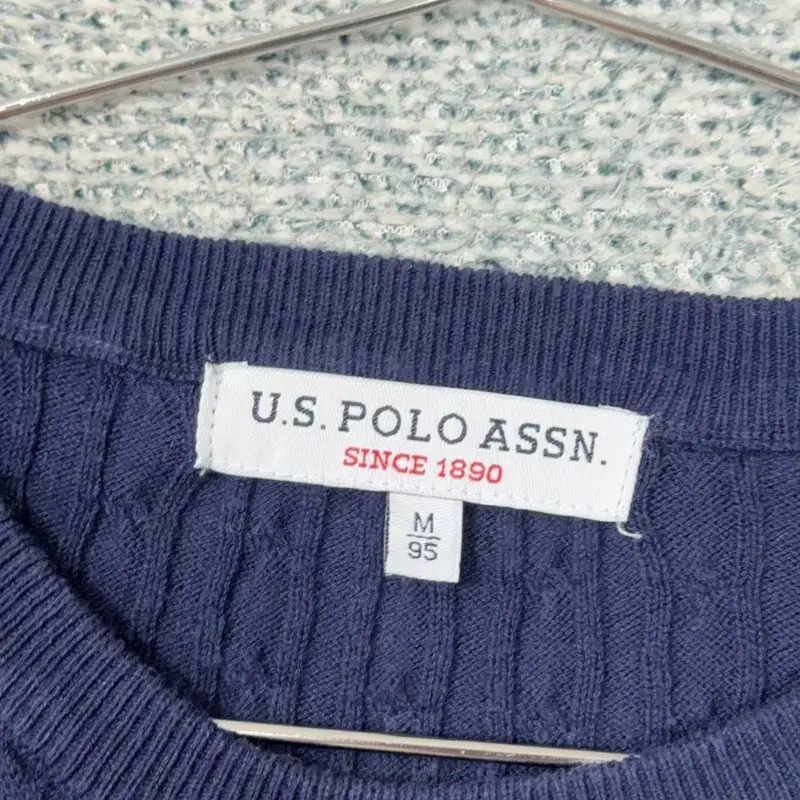 U.S. POLO ASSN.
SINCE 1890
M
95